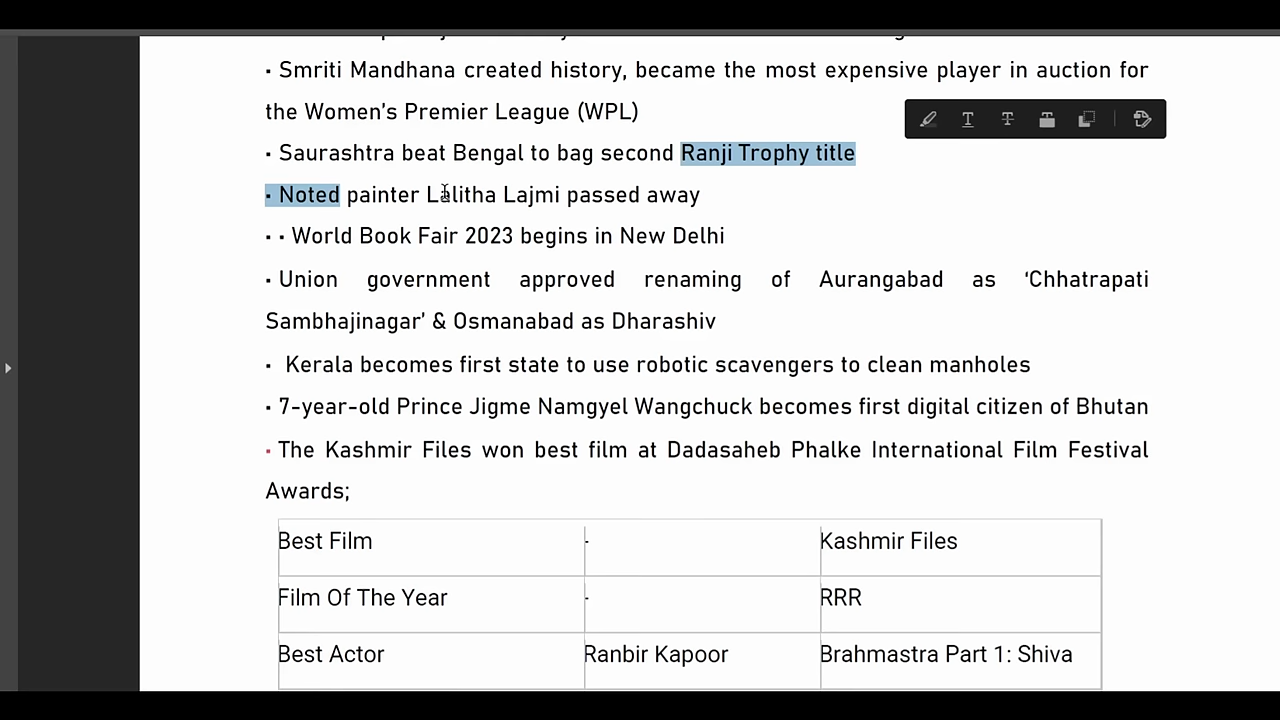 ▪ Smriti Mandhana created history, became the most expensive player in auction for
the Women's Premier League (WPL)
▪ Saurashtra beat Bengal to bag second Ranji Trophy title
▪ Noted painter Lalitha Lajmi passed away
▪ ▪ World Book Fair 2023 begins in New Delhi
▪ Union government approved renaming of Aurangabad as ‘Chhatrapati
Sambhajinagar’ & Osmanabad as Dharashiv
▪ Kerala becomes first state to use robotic scavengers to clean manholes
▪ 7-year-old Prince Jigme Namgyel Wangchuck becomes first digital citizen of Bhutan
▪ The Kashmir Files won best film at Dadasaheb Phalke International Film Festival
Awards;
Best Film - Kashmir Files
Film Of The Year - RRR
Best Actor Ranbir Kapoor Brahmastra Part 1: Shiva